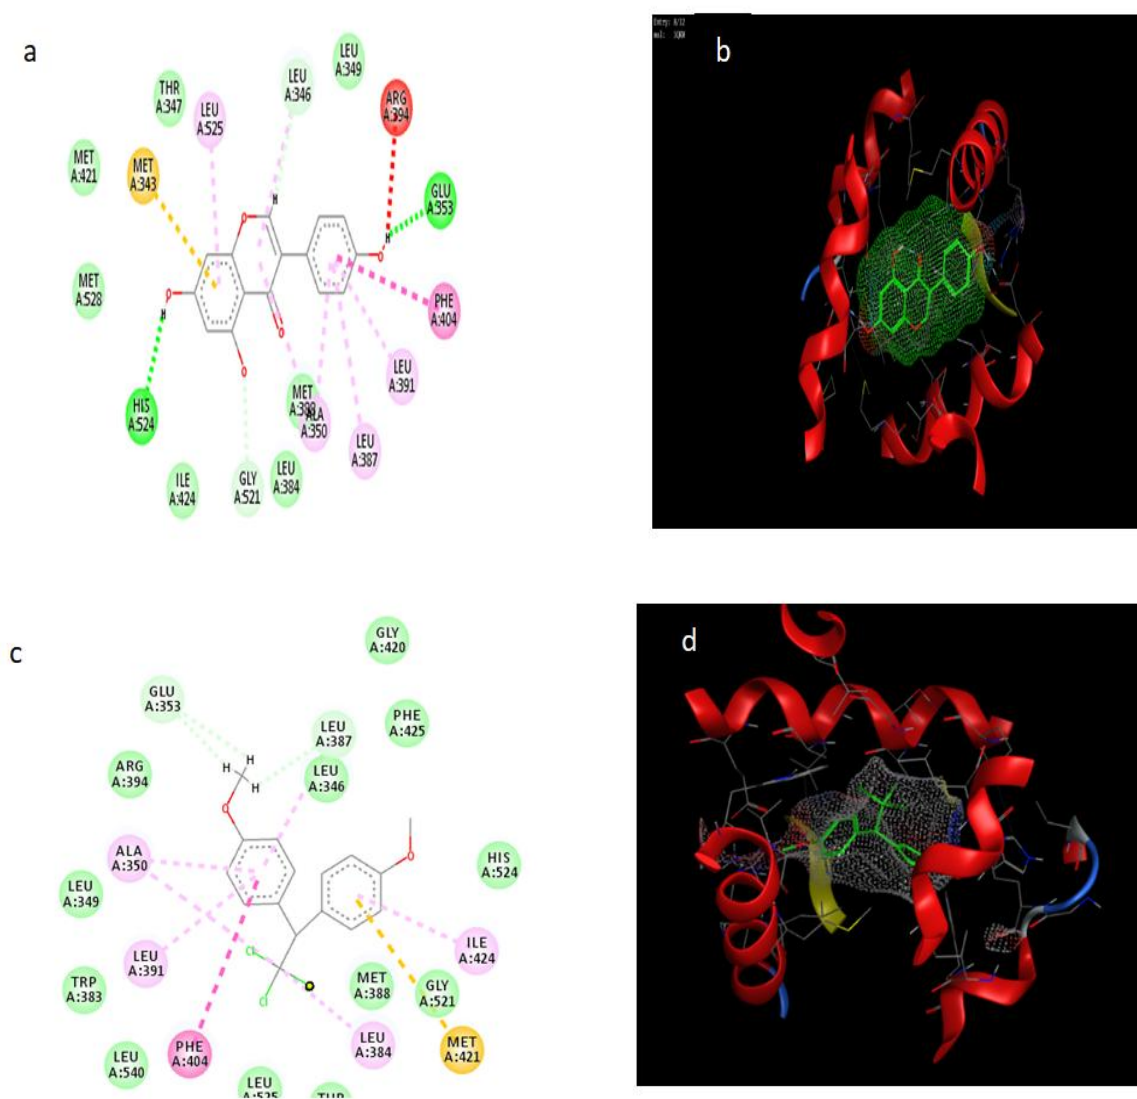 a
LEU
A:349
LEU
A:346
THR
A:347
LEU
A:525
ARG
A:394
MET
A:421
MET
A:343
GLU
A:353
H
O
H
O
MET
A:528
O
H
O
O
PHE
A:404
LEU
A:391
HIS
A:524
MET
A:388
ALA
A:350
LEU
A:387
ILE
A:424
GLY
A:521
LEU
A:384
b
c
GLY
A:420
GLU
A:353
LEU
A:387
PHE
A:425
ARG
A:394
H
H
H
LEU
A:346
O
ALA
A:350
O
HIS
A:524
LEU
A:349
LEU
A:391
Cl
Cl
ILE
A:424
TRP
A:383
MET
A:388
GLY
A:521
LEU
A:540
PHE
A:404
LEU
A:384
MET
A:421
LEU
A:525
THR
d